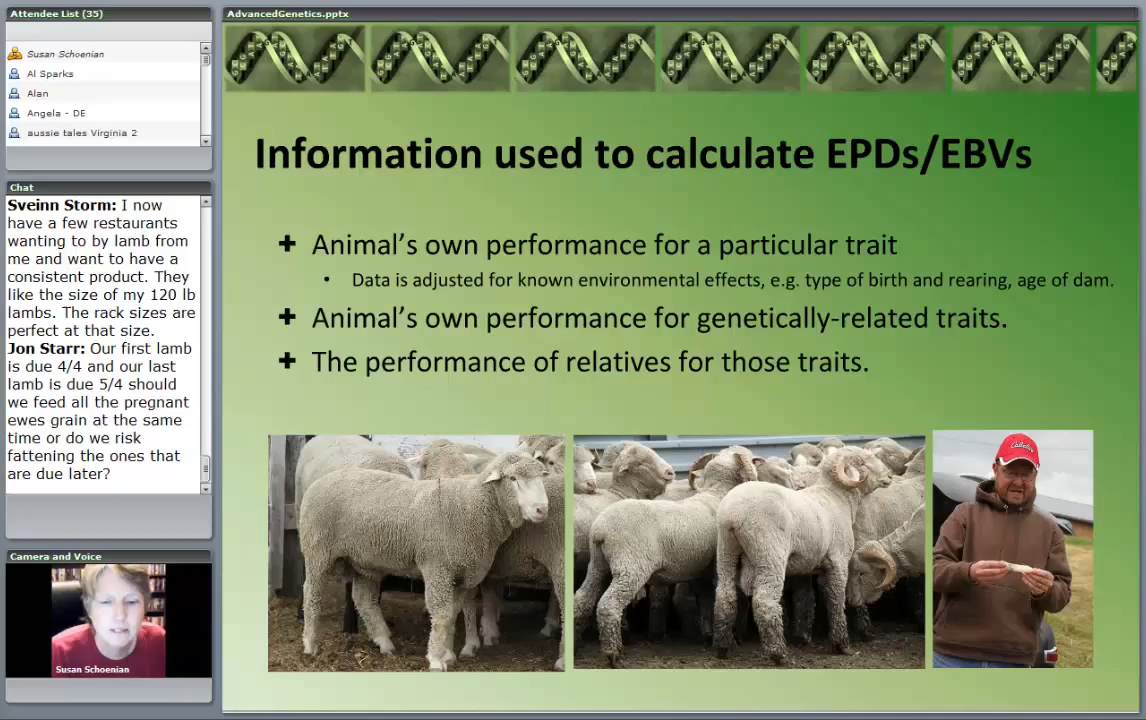 Attendee List (35)
Susan Schoenian
Al Sparks
Alan
Angela - DE
aussie tales Virginia 2
Chat
Sveinn Storm: I now
have a few restaurants
wanting to by lamb from
me and want to have a
consistent product. They
like the size of my 120 lb
lambs. The rack sizes are
perfect at that size.
Jon Starr: Our first lamb
is due 4/4 and our last
lamb is due 5/4 should
we feed all the pregnant
ewes grain at the same
time or do we risk
fattening the ones that
are due later?
Camera and Voice
Susan Schoenian
AdvancedGenetics.pptx
Information used to calculate EPDs/EBVs
+ Animal's own performance for a particular trait
• Data is adjusted for known environmental effects, e.g. type of birth and rearing, age of dam.
+ Animal's own performance for genetically-related traits.
+ The performance of relatives for those traits.